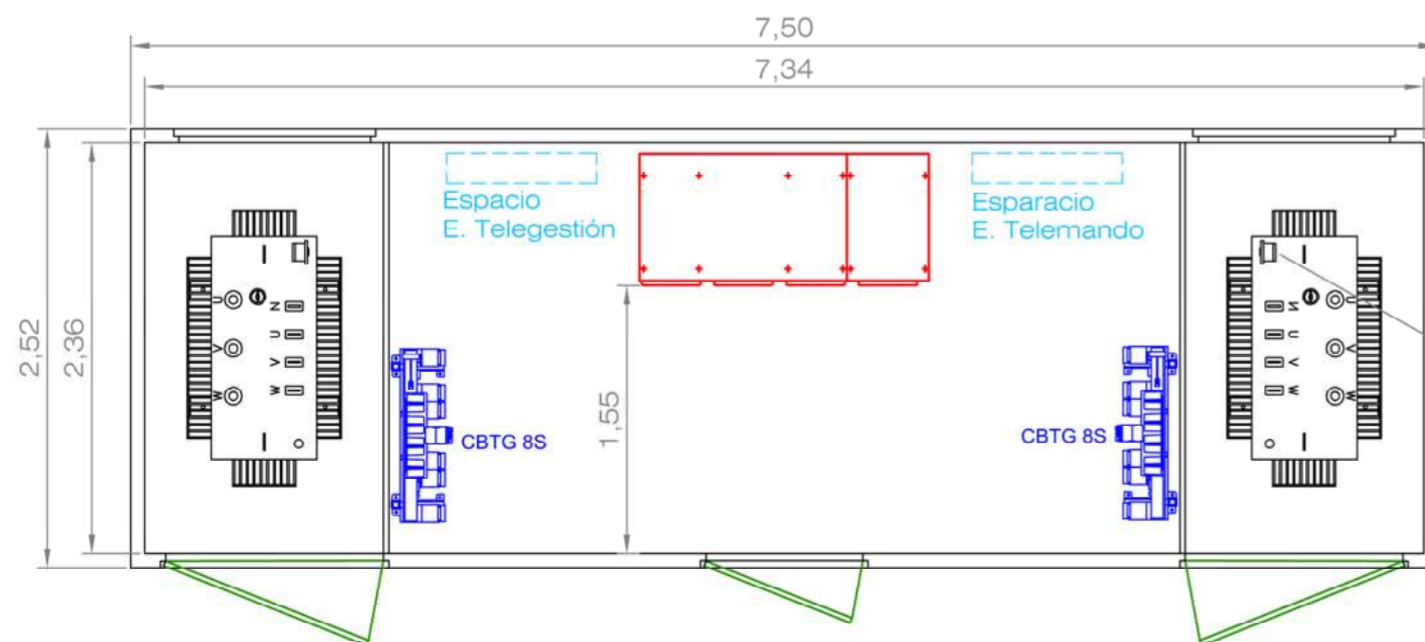 7,50
7,34
2,52
2,36
Espacio
E. Telegestión
Esparacio
E. Telemando
1,55
U
V
W
N
U
V
W
N
U
V
W
U
V
W
CBTG 8S
CBTG 8S